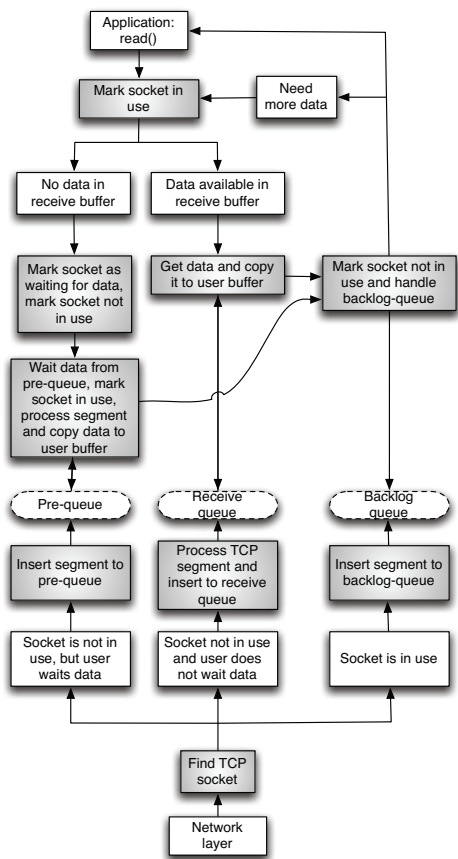 Application:
read()
Mark socket in
use
Need
more data
No data in
receive buffer
Data available in
receive buffer
Mark socket as
waiting for data,
mark socket not
in use
Get data and copy
it to user buffer
Mark socket not in
use and handle
backlog-queue
Wait data from
pre-queue, mark
socket in use,
process segment
and copy data to
user buffer
Pre-queue
Receive
queue
Backlog
queue
Insert segment to
pre-queue
Process TCP
segment and
insert to receive
queue
Insert segment to
backlog-queue
Socket is not in
use, but user
waits data
Socket not in use
and user does
not wait data
Socket is in use
Find TCP
socket
Network
layer